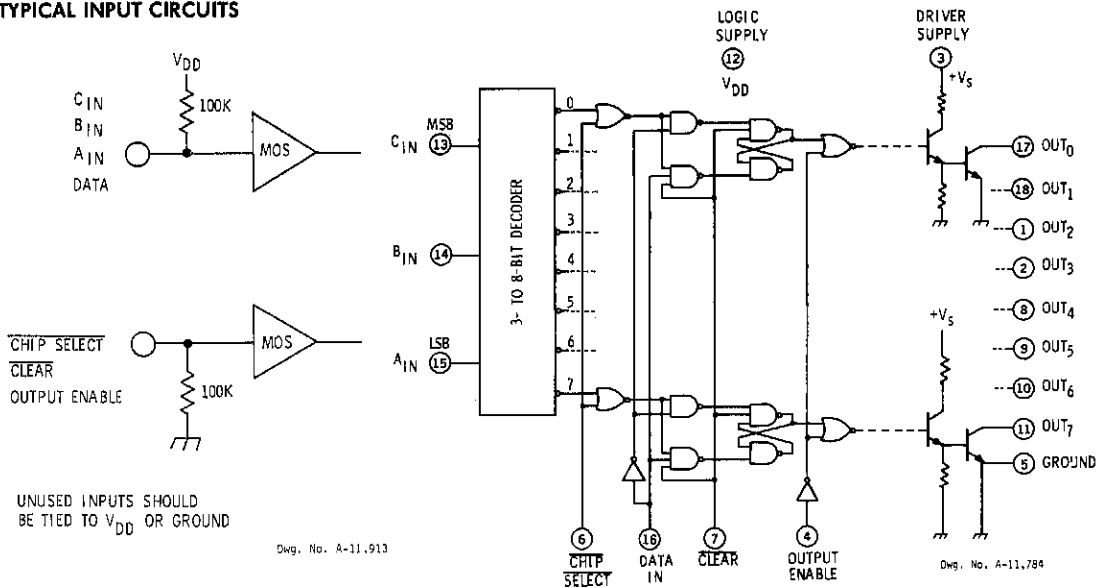 TYPICAL INPUT CIRCUITS
VDD
100K
CIN
BIN
AIN
DATA
MOS
CHIP SELECT
CLEAR
OUTPUT ENABLE
MOS
100K
UNUSED INPUTS SHOULD
BE TIED TO VDD OR GROUND
Dwg. No. A-11,913
LOGIC
SUPPLY
12
VDD
DRIVER
SUPPLY
3
+VS
CIN MSB 13
BIN 14
AIN LSB 15
3- TO 8-BIT DECODER
0
1
2
3
4
5
6
7
17 OUT0
18 OUT1
1 OUT2
2 OUT3
8 OUT4
9 OUT5
10 OUT6
11 OUT7
5 GROUND
+VS
6
CHIP
SELECT
16
DATA
IN
7
CLEAR
4
OUTPUT
ENABLE
Dwg. No. A-11,784